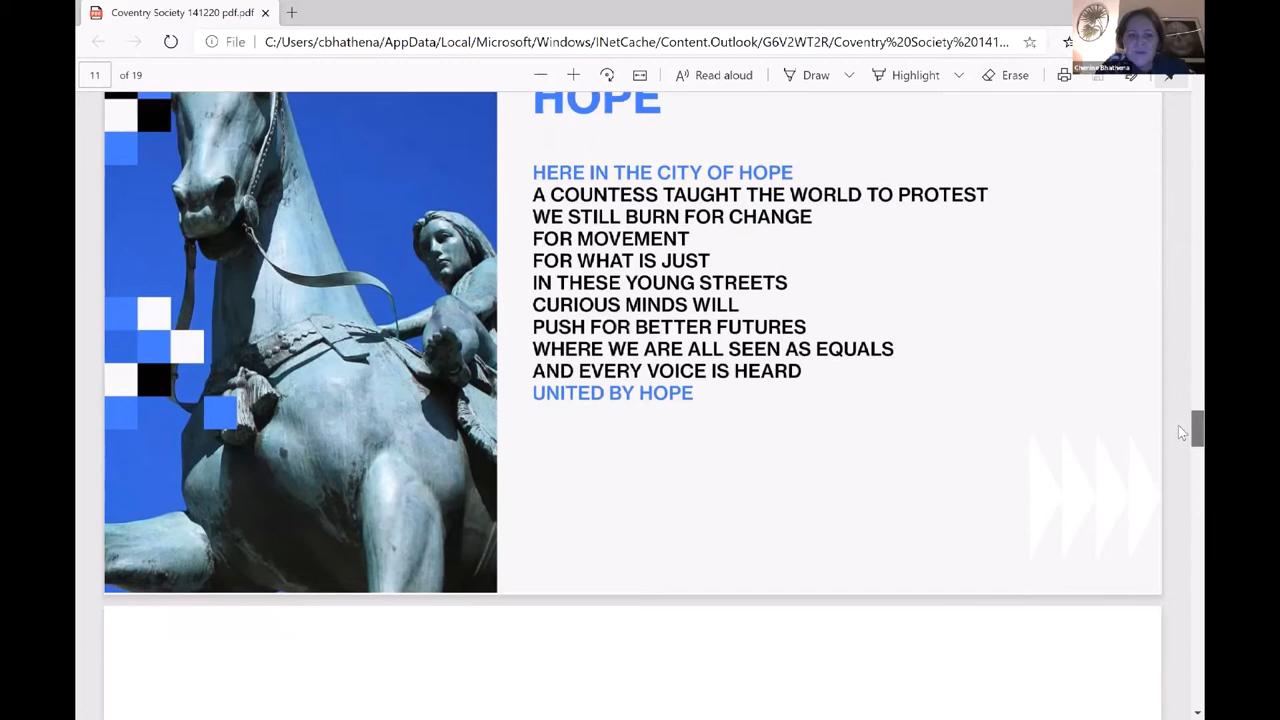 Coventry Society 141220 pdf.pdf
File
C:/Users/cbhathena/AppData/Local/Microsoft/Windows/INetCache/Content.Outlook/G6V2WT2R/Coventry%20Society%20141...
11 of 19
Read aloud
Draw
Highlight
Erase
Chenine Bhathena
HOPE
HERE IN THE CITY OF HOPE
A COUNTESS TAUGHT THE WORLD TO PROTEST
WE STILL BURN FOR CHANGE
FOR MOVEMENT
FOR WHAT IS JUST
IN THESE YOUNG STREETS
CURIOUS MINDS WILL
PUSH FOR BETTER FUTURES
WHERE WE ARE ALL SEEN AS EQUALS
AND EVERY VOICE IS HEARD
UNITED BY HOPE